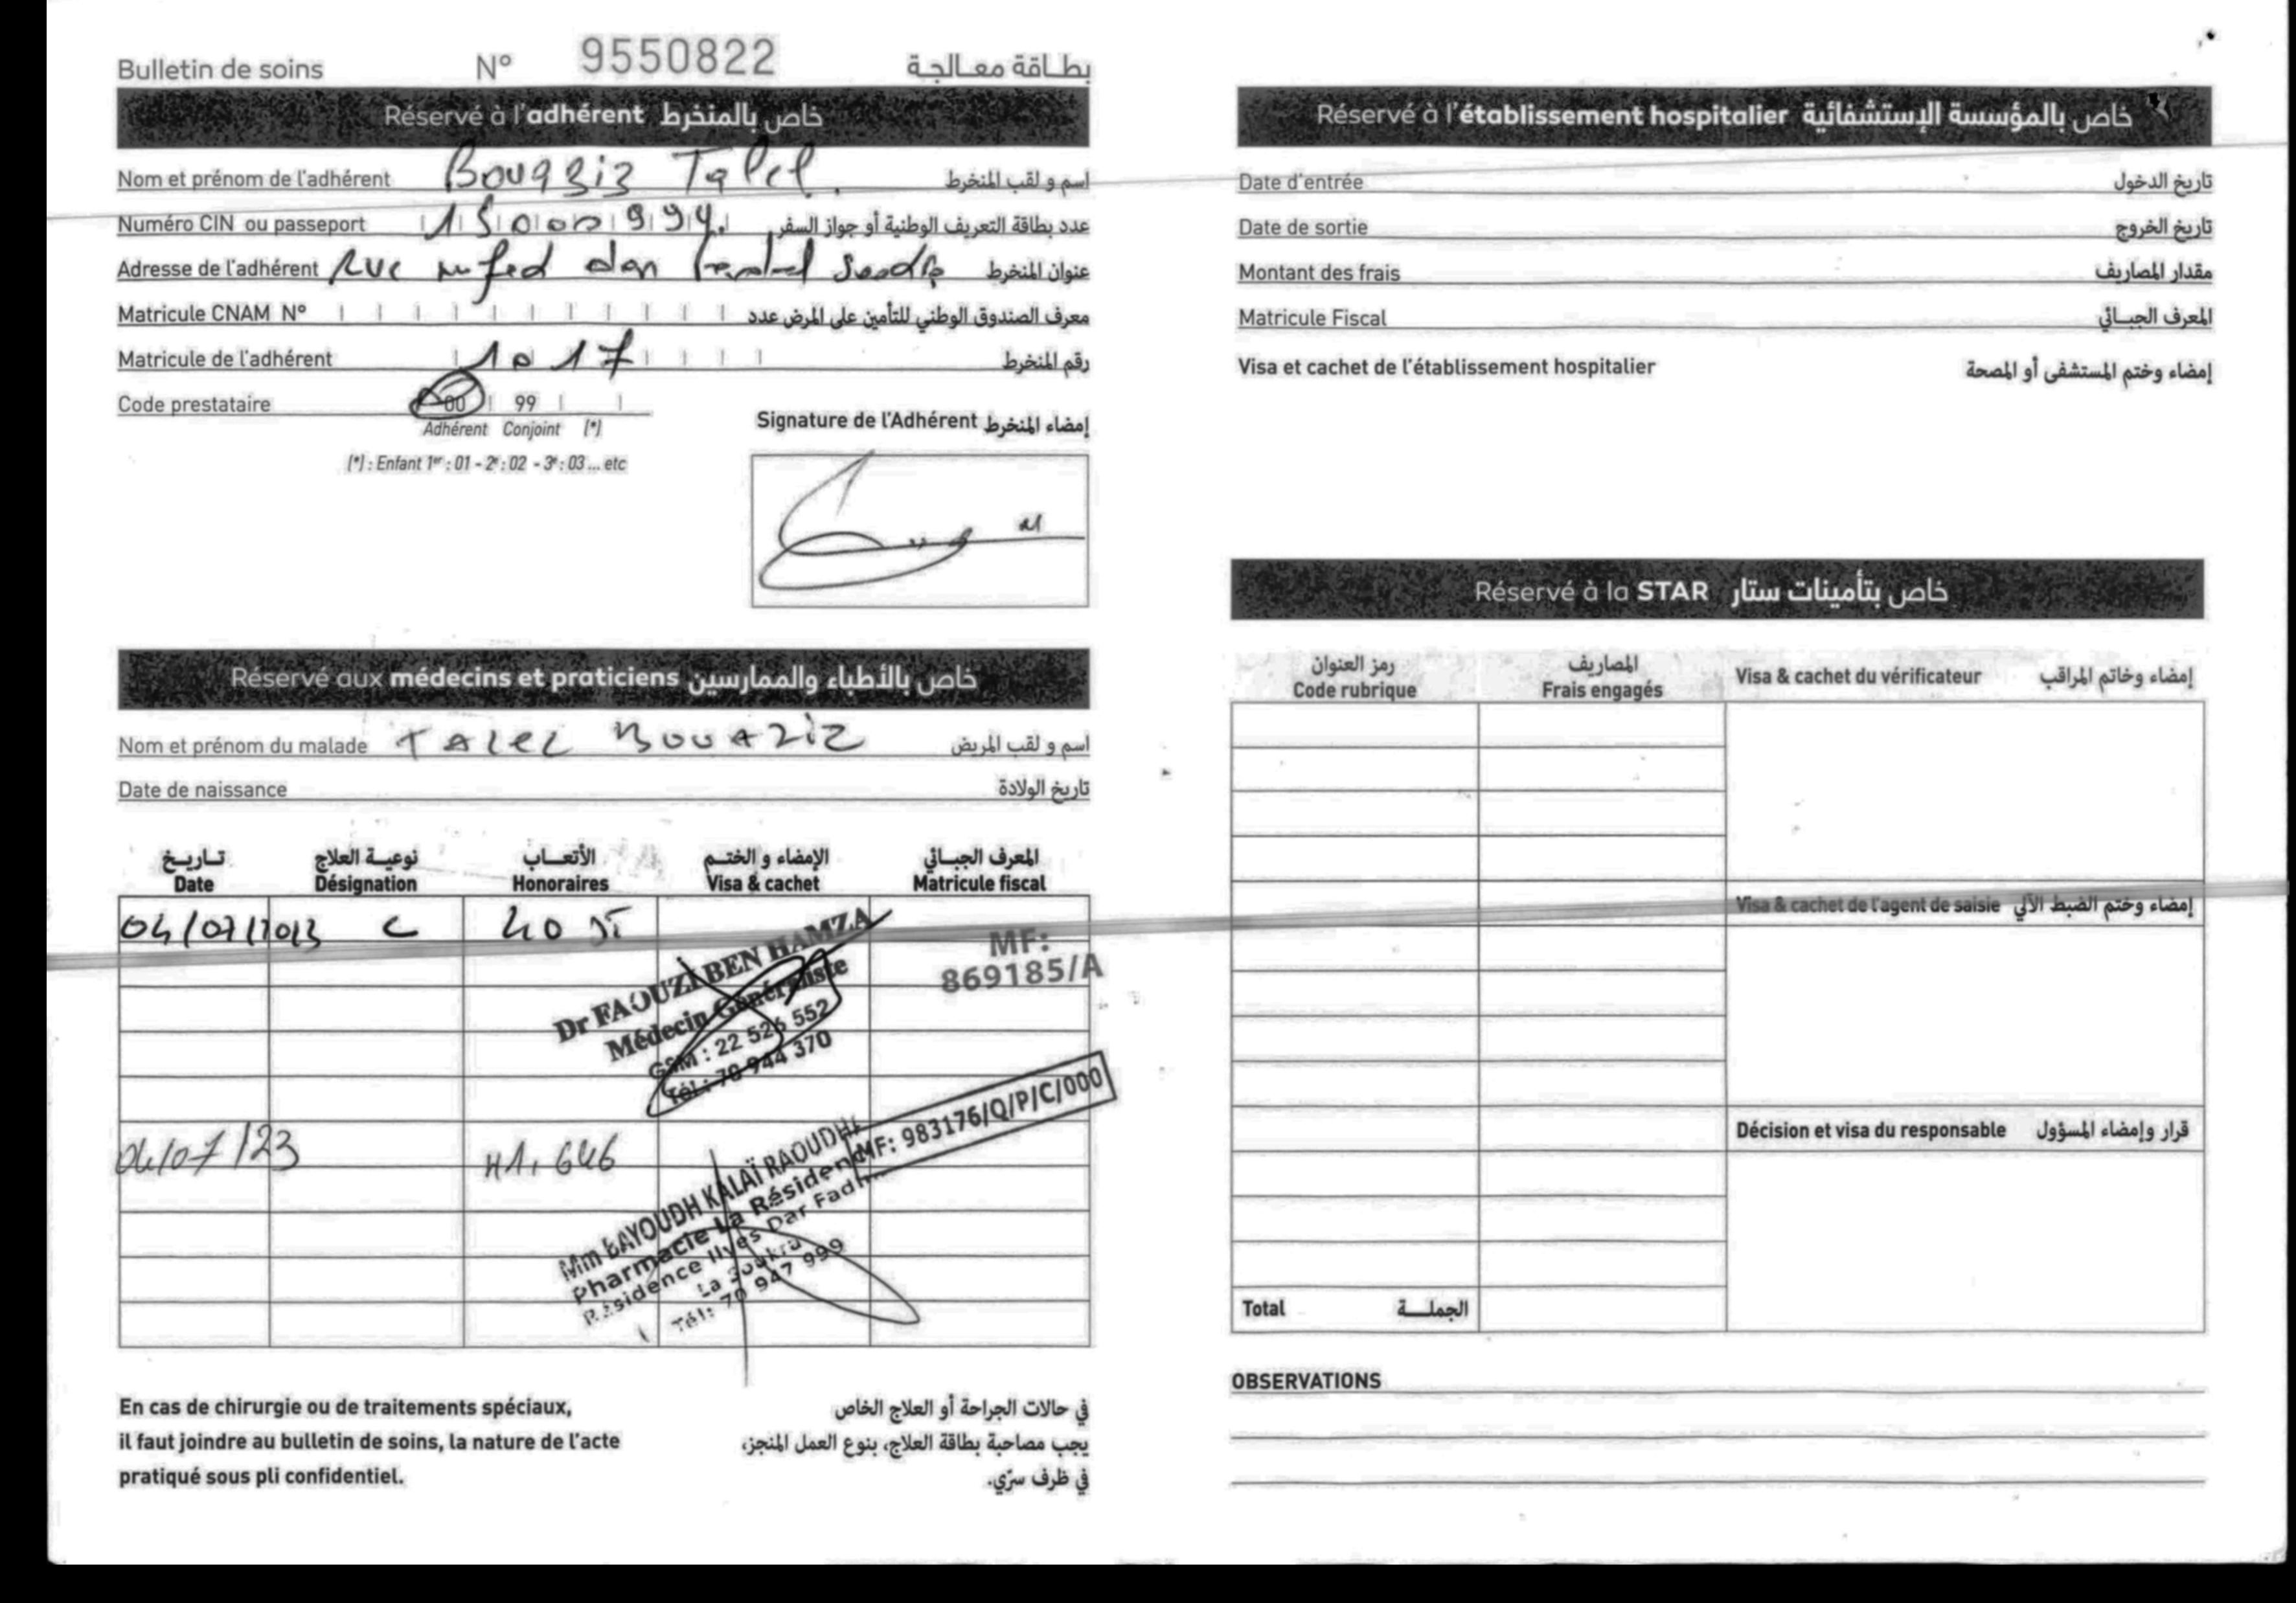 Bulletin de soins N° 9550822 بطاقة معالجة
Réservé à l'adhérent خاص بالمنخرط
Nom et prénom de l'adhérent Bouaziz Talel اسم و لقب المنخرط
Numéro CIN ou passeport 15000994 عدد بطاقة التعريف الوطنية أو جواز السفر
Adresse de l'adhérent Rue عنوان المنخرط
Matricule CNAM N° معرف الصندوق الوطني للتأمين على المرض عدد
Matricule de l'adhérent 1017 رقم المنخرط
Code prestataire 00 99
Adhérent Conjoint (*)
(*) : Enfant 1er : 01 - 2e : 02 - 3e : 03 ... etc
Signature de l'Adhérent إمضاء المنخرط
Réservé aux médecins et praticiens خاص بالأطباء والممارسين
Nom et prénom du malade TALEL BOUAZIZ اسم و لقب المريض
Date de naissance تاريخ الولادة
تاريخ نوعية العلاج الأتعاب الإمضاء و الختم المعرف الجبائي
Date Désignation Honoraires Visa & cachet Matricule fiscal
04/07/2023 C 40 DT
Dr FAOUZI BEN HAMZA
Médecin Généraliste
GSM : 22 526 552
Tél : 70 944 370
MF:
869185/A
04/07/23 41,646
Mm BAYOUDH KALAÏ RAOUDHA
Pharmacie La Résidence
Résidence Ilyes Dar Fadhal
La Soukra
Tél: 70 947 999
MF: 983176/Q/P/C/000
En cas de chirurgie ou de traitements spéciaux,
il faut joindre au bulletin de soins, la nature de l'acte
pratiqué sous pli confidentiel.
في حالات الجراحة أو العلاج الخاص
يجب مصاحبة بطاقة العلاج، بنوع العمل المنجز،
في ظرف سرّي.
Réservé à l'établissement hospitalier خاص بالمؤسسة الإستشفائية
Date d'entrée تاريخ الدخول
Date de sortie تاريخ الخروج
Montant des frais مقدار المصاريف
Matricule Fiscal المعرف الجبائي
Visa et cachet de l'établissement hospitalier إمضاء وختم المستشفى أو المصحة
Réservé à la STAR خاص بتأمينات ستار
رمز العنوان المصاريف
Code rubrique Frais engagés Visa & cachet du vérificateur إمضاء وخاتم المراقب
Visa & cachet de l'agent de saisie إمضاء وختم الضبط الآلي
Décision et visa du responsable قرار وإمضاء المسؤول
Total الجملة
OBSERVATIONS